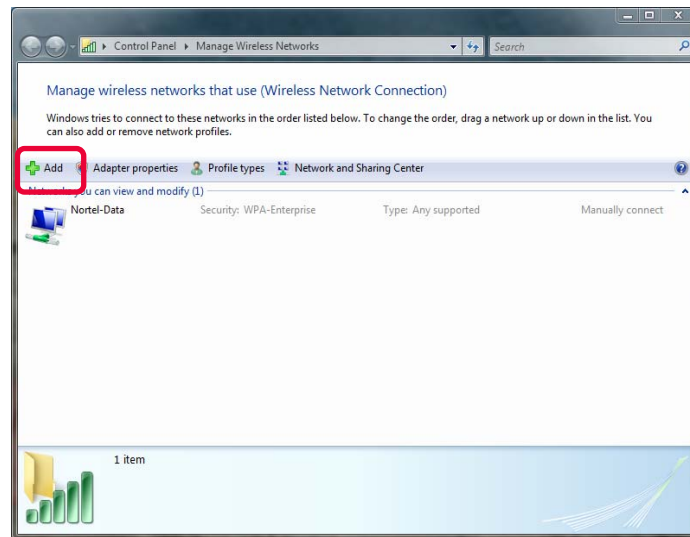 Control Panel Manage Wireless Networks Search
Manage wireless networks that use (Wireless Network Connection)
Windows tries to connect to these networks in the order listed below. To change the order, drag a network up or down in the list. You
can also add or remove network profiles.
Add Adapter properties Profile types Network and Sharing Center
Networks you can view and modify (1)
Nortel-Data Security: WPA-Enterprise Type: Any supported Manually connect
1 item